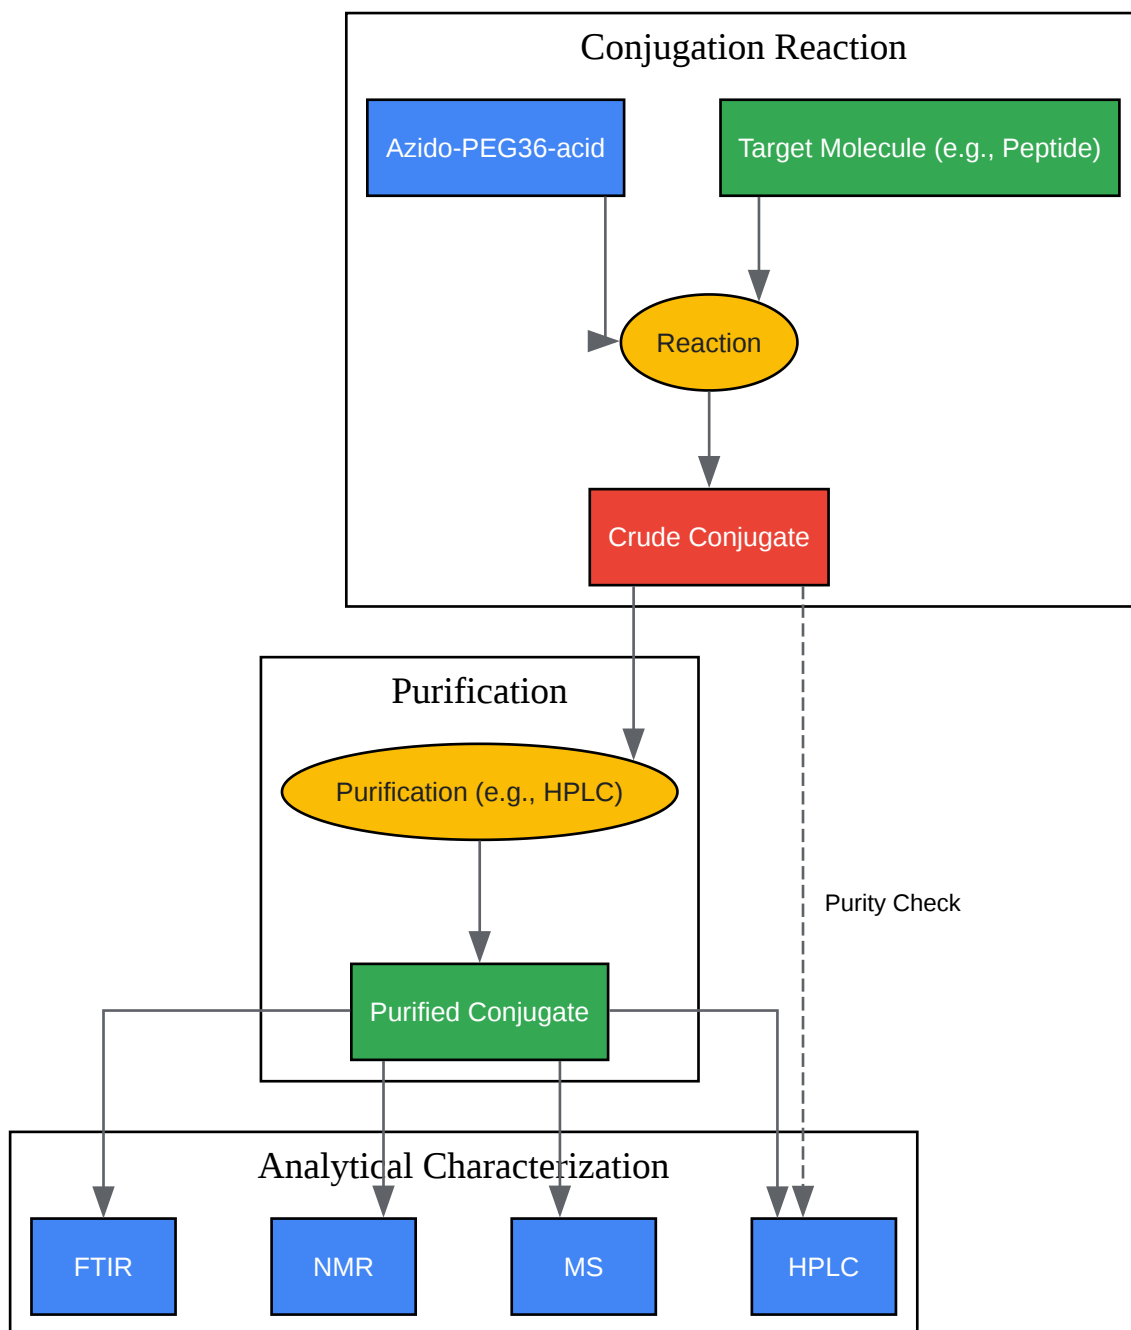 Conjugation Reaction
Azido-PEG36-acid
Target Molecule (e.g., Peptide)
Reaction
Crude Conjugate
Purification
Purification (e.g., HPLC)
Purity Check
Purified Conjugate
Analytical Characterization
FTIR
NMR
MS
HPLC